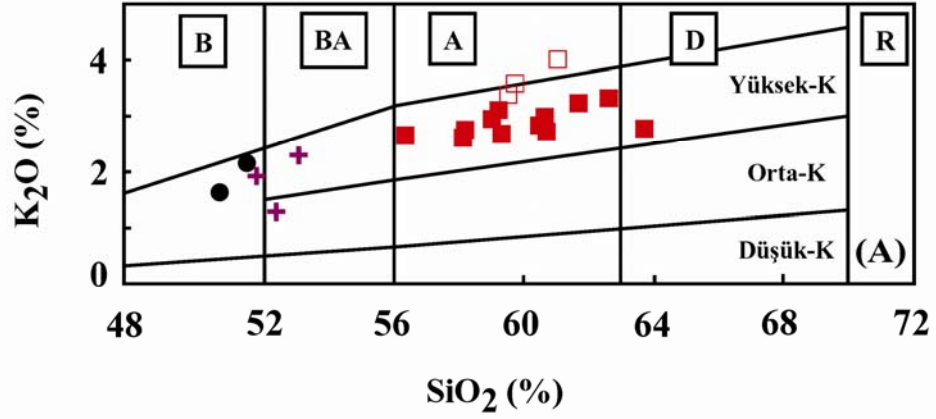 B BA A D R
K₂O (%)
4
2
0
Yüksek-K
Orta-K
Düşük-K
(A)
48 52 56 60 64 68 72
SiO₂ (%)